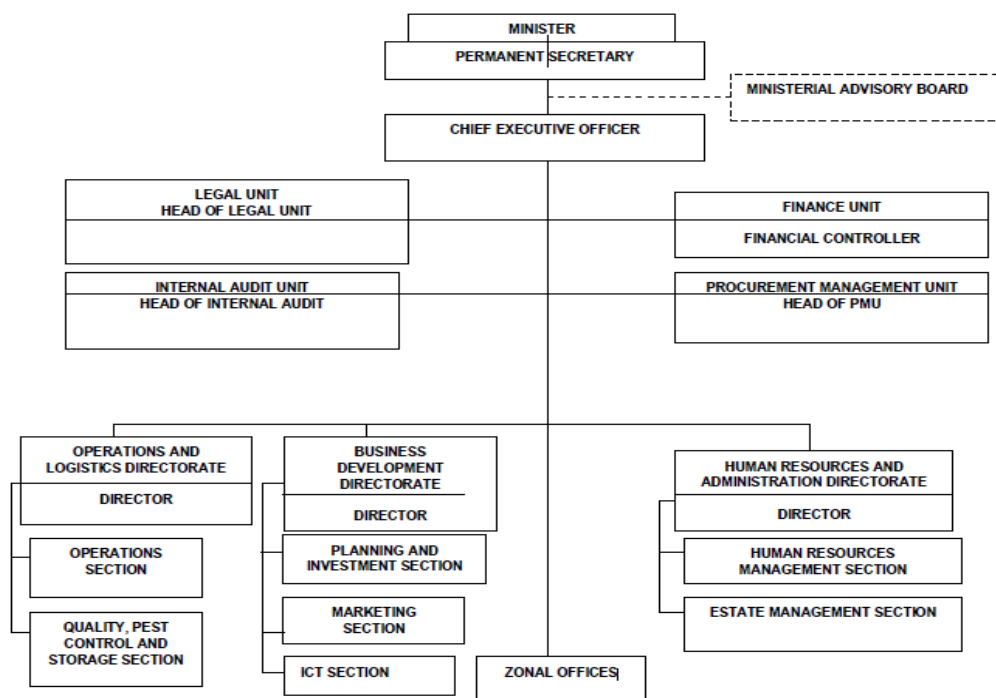 MINISTER
PERMANENT SECRETARY
MINISTERIAL ADVISORY BOARD
CHIEF EXECUTIVE OFFICER
LEGAL UNIT
HEAD OF LEGAL UNIT
FINANCE UNIT
FINANCIAL CONTROLLER
INTERNAL AUDIT UNIT
HEAD OF INTERNAL AUDIT
PROCUREMENT MANAGEMENT UNIT
HEAD OF PMU
OPERATIONS AND
LOGISTICS DIRECTORATE
DIRECTOR
OPERATIONS
SECTION
QUALITY, PEST
CONTROL AND
STORAGE SECTION
BUSINESS
DEVELOPMENT
DIRECTORATE
DIRECTOR
PLANNING AND
INVESTMENT SECTION
MARKETING
SECTION
ICT SECTION
ZONAL OFFICES
HUMAN RESOURCES AND
ADMINISTRATION DIRECTORATE
DIRECTOR
HUMAN RESOURCES
MANAGEMENT SECTION
ESTATE MANAGEMENT SECTION